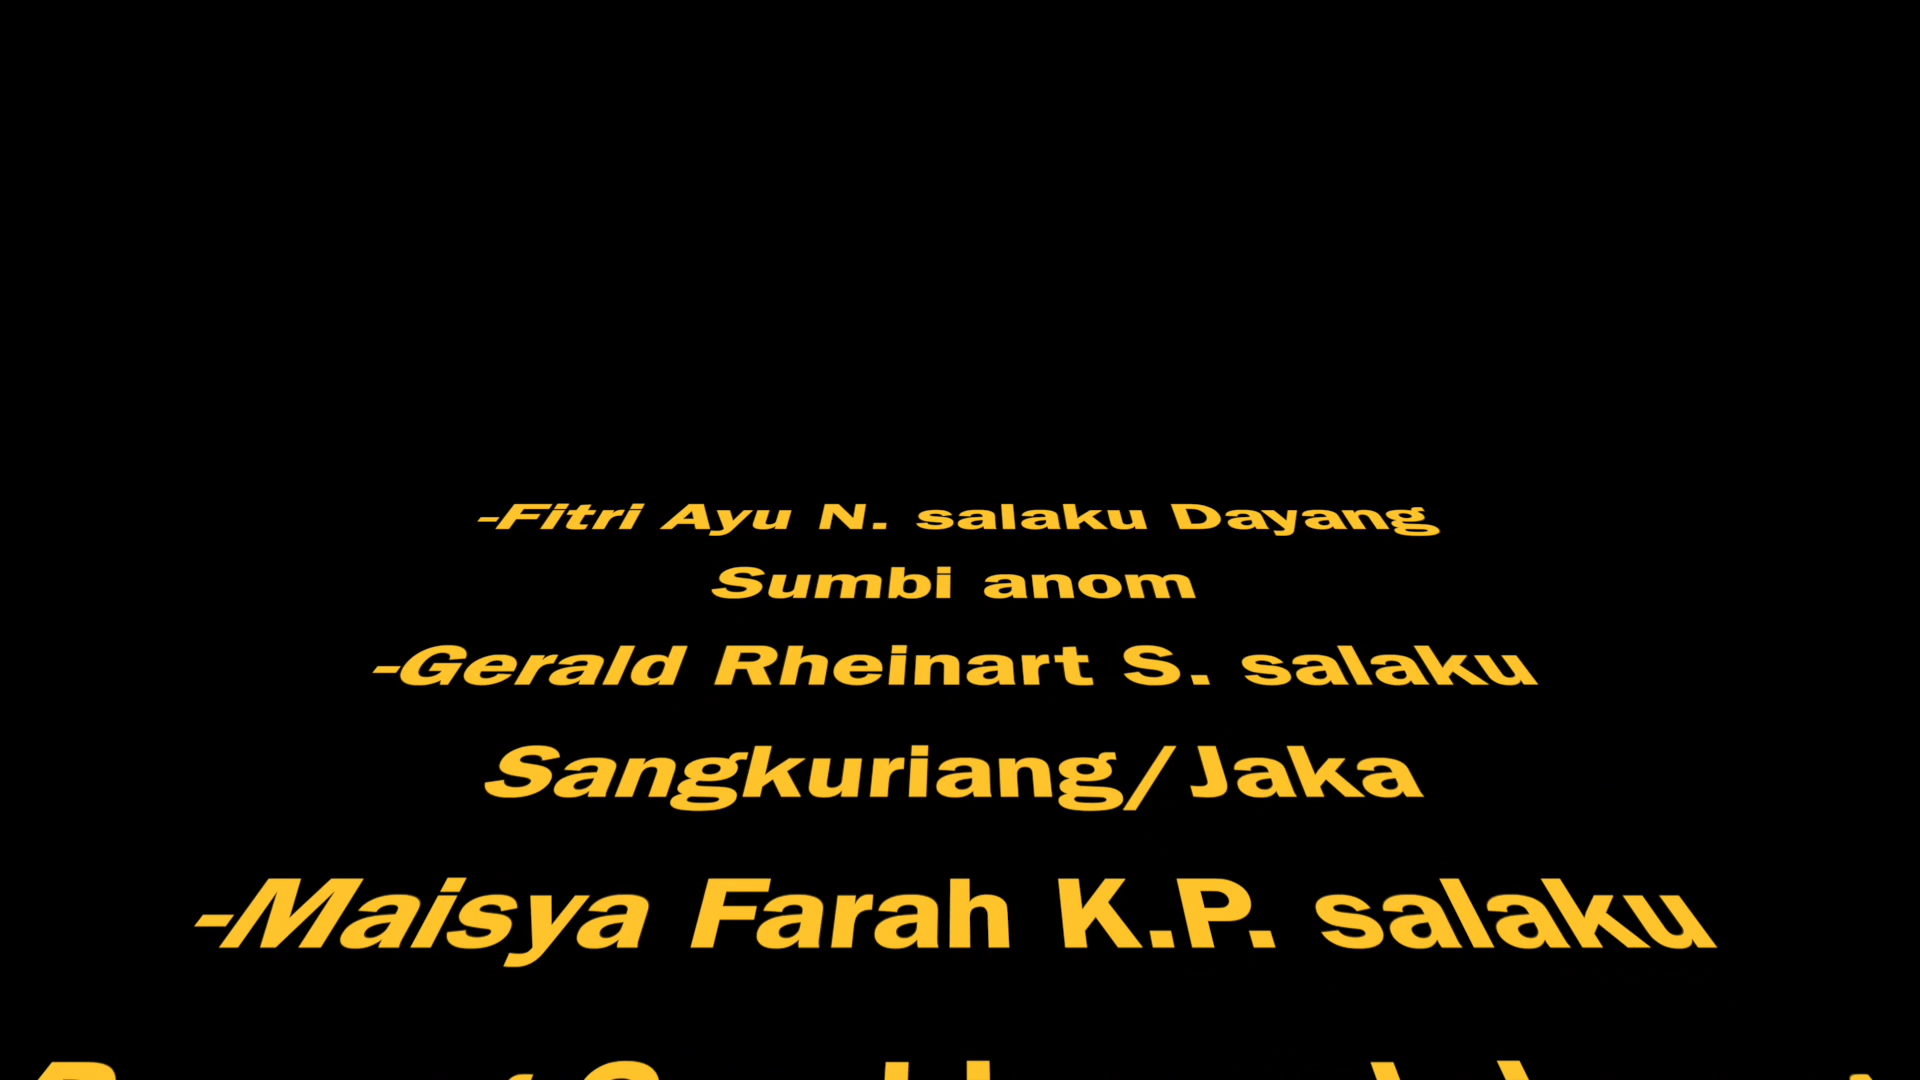 -Fitri Ayu N. salaku Dayang
Sumbi anom
-Gerald Rheinart S. salaku
Sangkuriang/Jaka
-Maisya Farah K.P. salaku